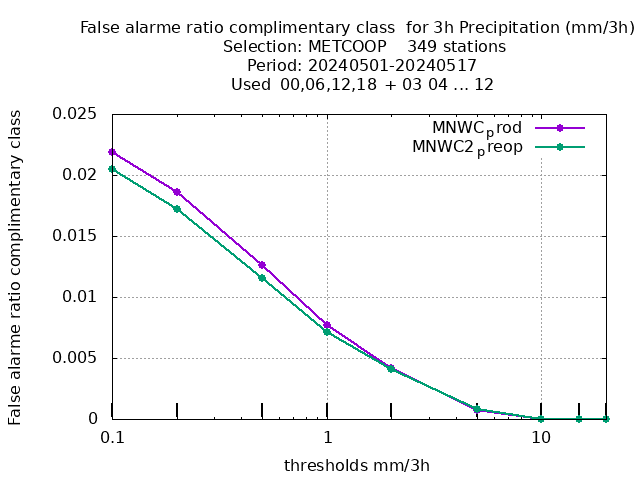 False alarme ratio complimentary class  for 3h Precipitation (mm/3h)
Selection: METCOOP    349 stations
Period: 20240501-20240517
Used  00,06,12,18  + 03 04 ... 12
False alarme ratio complimentary class
0.025
0.02
0.015
0.01
0.005
0
MNWC_prod
MNWC2_preop
0.1
1
10
thresholds mm/3h